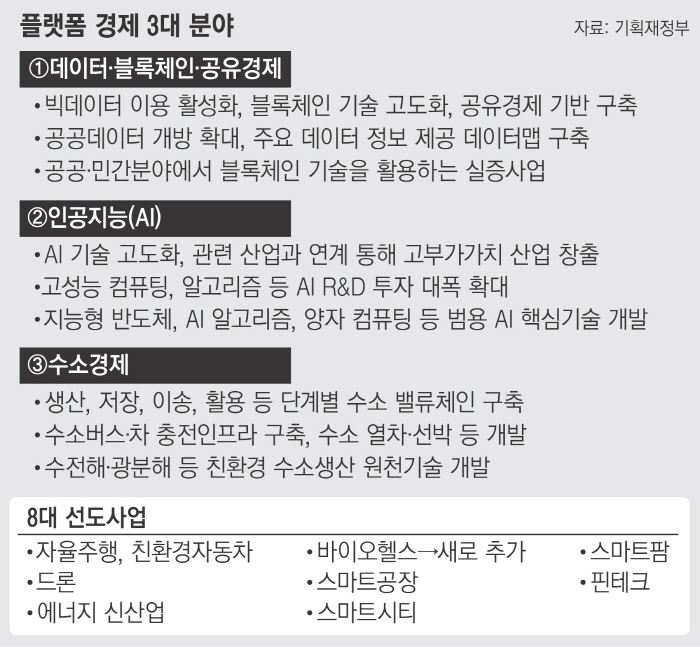 플랫폼 경제 3대 분야
자료: 기획재정부
①데이터·블록체인·공유경제
•빅데이터 이용 활성화, 블록체인 기술 고도화, 공유경제 기반 구축
•공공데이터 개방 확대, 주요 데이터 정보 제공 데이터맵 구축
•공공·민간분야에서 블록체인 기술을 활용하는 실증사업
②인공지능(AI)
•AI 기술 고도화, 관련 산업과 연계 통해 고부가가치 산업 창출
•고성능 컴퓨팅, 알고리즘 등 AI R&D 투자 대폭 확대
•지능형 반도체, AI 알고리즘, 양자 컴퓨팅 등 범용 AI 핵심기술 개발
③수소경제
•생산, 저장, 이송, 활용 등 단계별 수소 밸류체인 구축
•수소버스·차 충전인프라 구축, 수소 열차·선박 등 개발
•수전해·광분해 등 친환경 수소생산 원천기술 개발
8대 선도사업
•자율주행, 친환경자동차
•드론
•에너지 신산업
•바이오헬스→새로 추가
•스마트공장
•스마트시티
•스마트팜
•핀테크